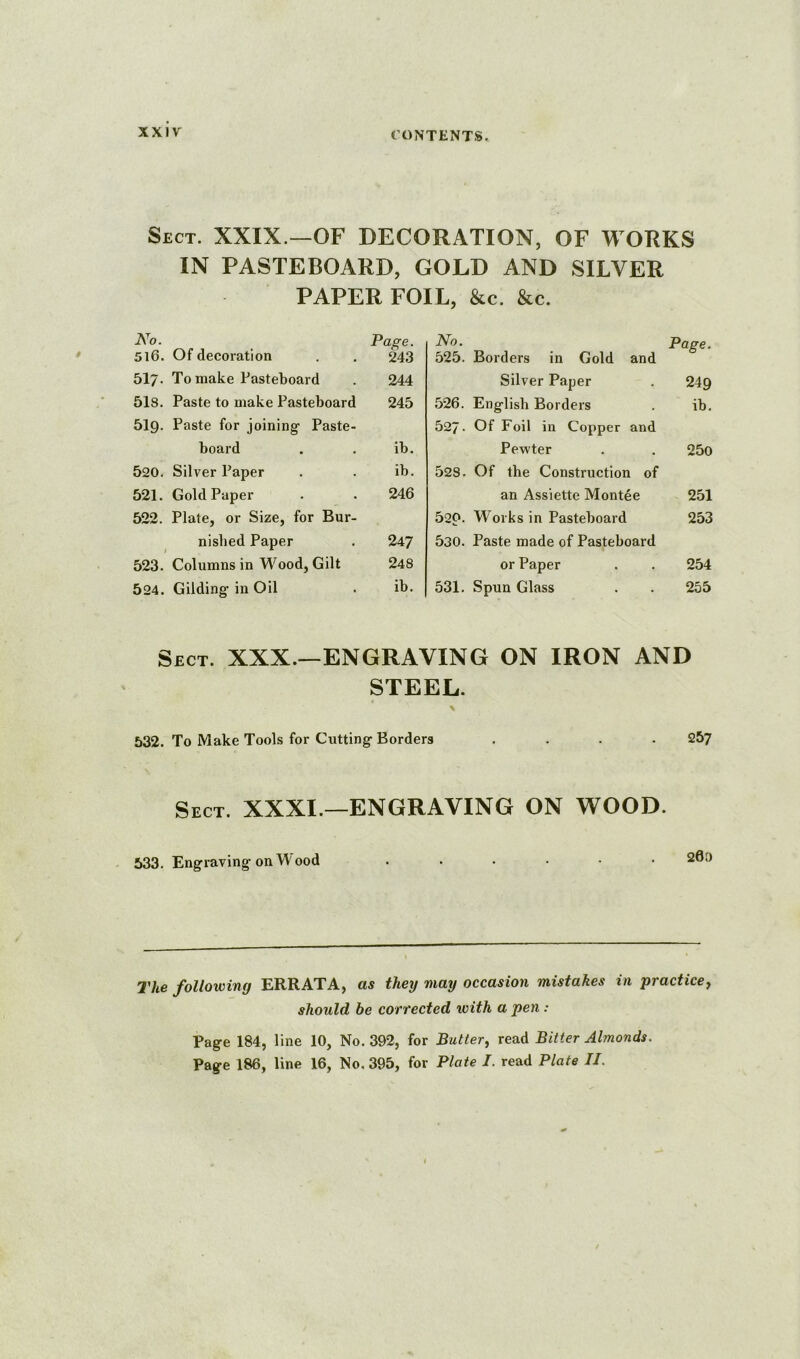 xxiv
CONTENTS.
SECT. XXIX.—OF DECORATION, OF WORKS
IN PASTEBOARD, GOLD AND SILVER
PAPER FOIL, &c. &c.
No. Page.
516. Of decoration . . 243
517. To make Pasteboard . 244
518. Paste to make Pasteboard 245
519. Paste for joining Paste-
board . . ib.
520. Silver Paper . . ib.
521. Gold Paper . . 246
522. Plate, or Size, for Bur-
nished Paper . 247
523. Columns in Wood, Gilt 248
524. Gilding in Oil . ib.
No. Page.
525. Borders in Gold and
Silver Paper . 249
526. English Borders . ib.
527. Of Foil in Copper and
Pewter . . 250
528. Of the Construction of
an Assiette Montée 251
529. Works in Pasteboard 253
530. Paste made of Pasteboard
or Paper . . 254
531. Spun Glass . . 255
SECT. XXX.—ENGRAVING ON IRON AND
STEEL.
532. To Make Tools for Cutting Borders . . . . 257
SECT. XXXI.—ENGRAVING ON WOOD.
533. Engraving on Wood . . . . . . 260
The following ERRATA, as they may occasion mistakes in practice,
should be corrected with a pen :
Page 184, line 10, No. 392, for Butter, read Bitter Almonds.
Page 186, line 16, No. 395, for Plate I. read Plate II.